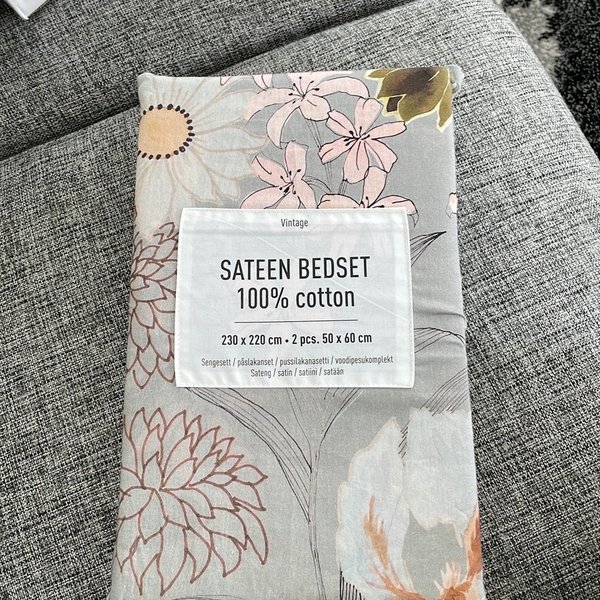 Vintage
SATEEN BEDSET
100% cotton
230 x 220 cm • 2 pcs. 50 x 60 cm
Sengesett / påslakanset / pussilakanasetti / voodipesukomplekt
Sateng / satin / satiini / satään